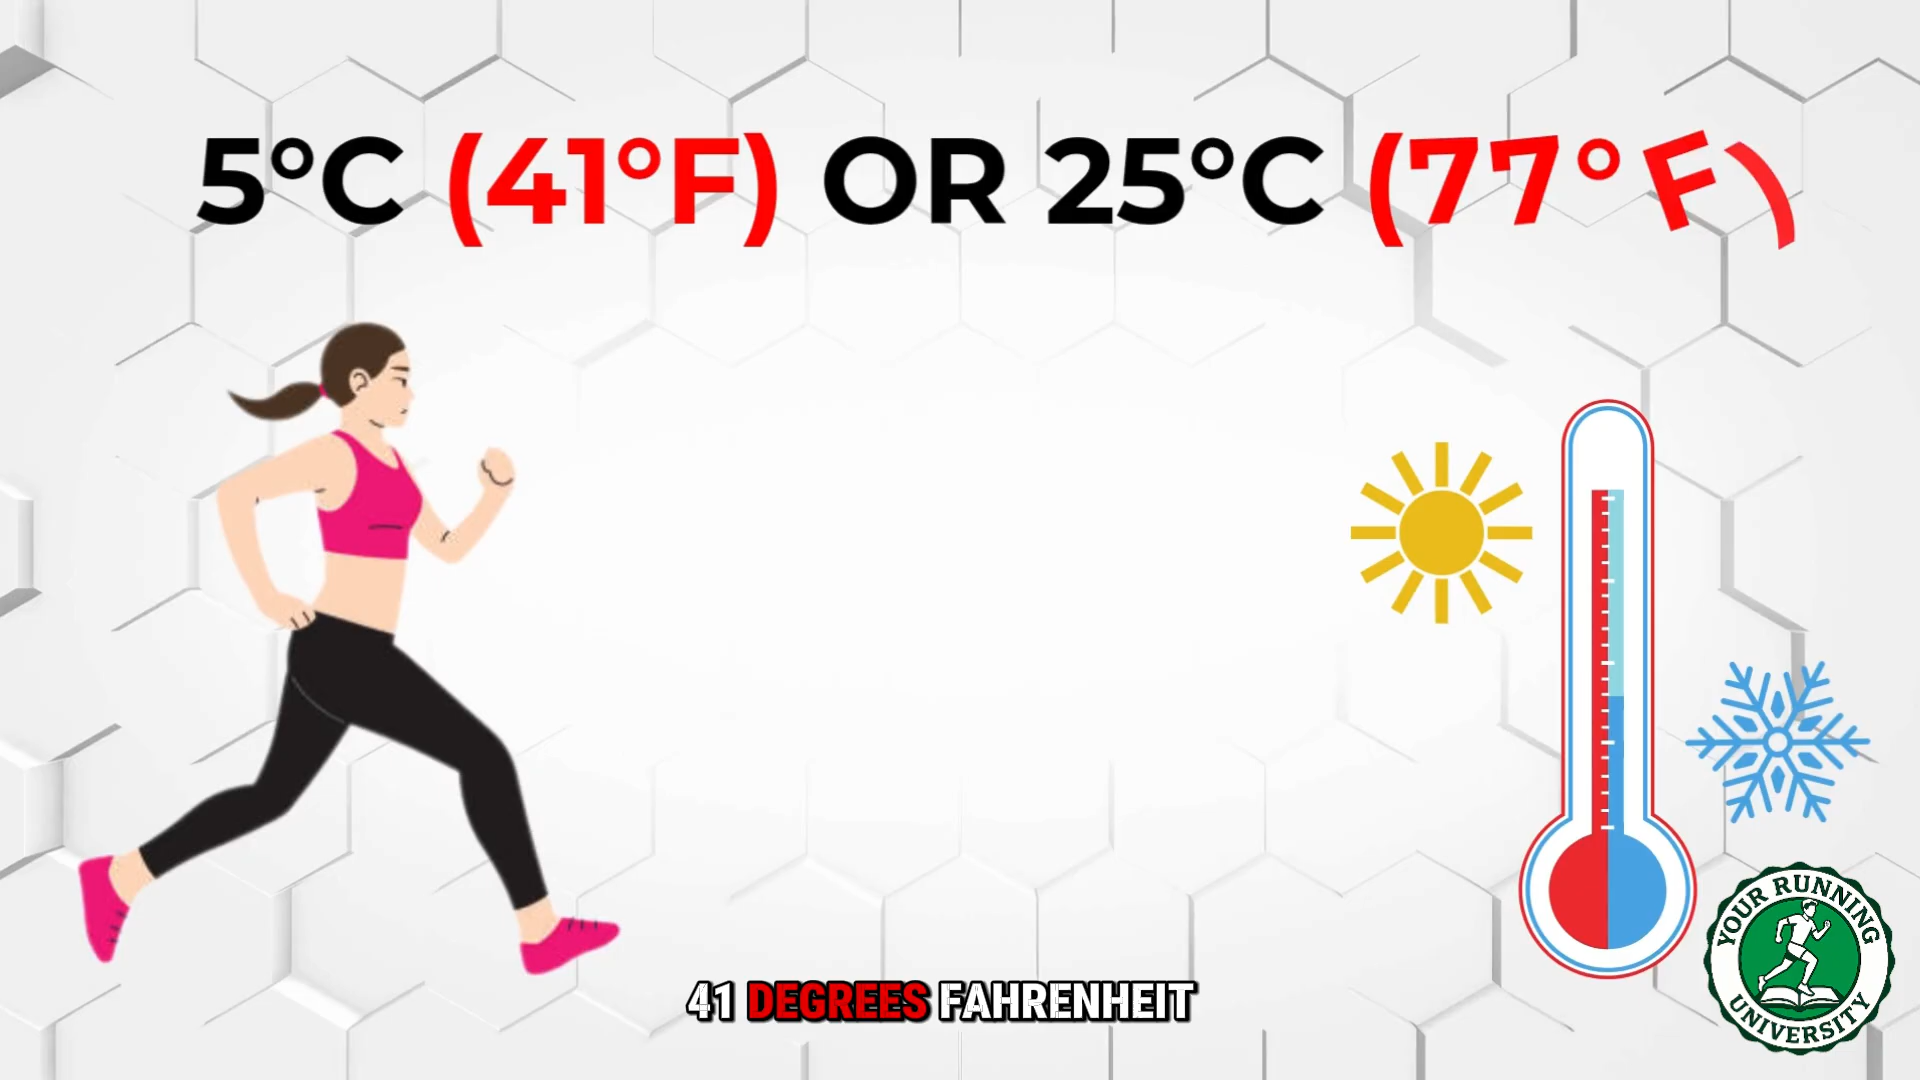 5°C (41°F) OR 25°C (77°F)
41 DEGREES FAHRENHEIT
YOUR RUNNING
UNIVERSITY